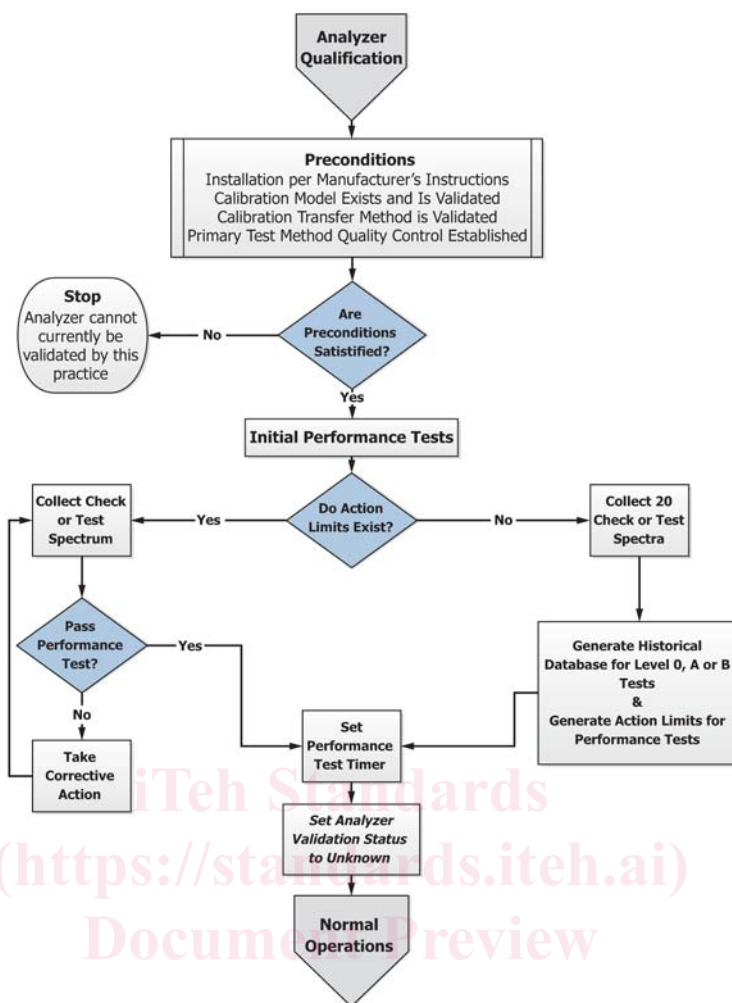 Analyzer
Qualification
Preconditions
Installation per Manufacturer's Instructions
Calibration Model Exists and Is Validated
Calibration Transfer Method is Validated
Primary Test Method Quality Control Established
Stop
Analyzer cannot
currently be
validated by this
practice
No
Are
Preconditions
Satistified?
Yes
Initial Performance Tests
Collect Check
or Test
Spectrum
Yes
Do Action
Limits Exist?
No
Collect 20
Check or Test
Spectra
Pass
Performance
Test?
Yes
No
Take
Corrective
Action
Generate Historical
Database for Level 0, A or B
Tests
&
Generate Action Limits for
Performance Tests
Set
Performance
Test Timer
Set Analyzer
Validation Status
to Unknown
Normal
Operations
iTeh Standards
(https://standards.iteh.ai)
Document Preview